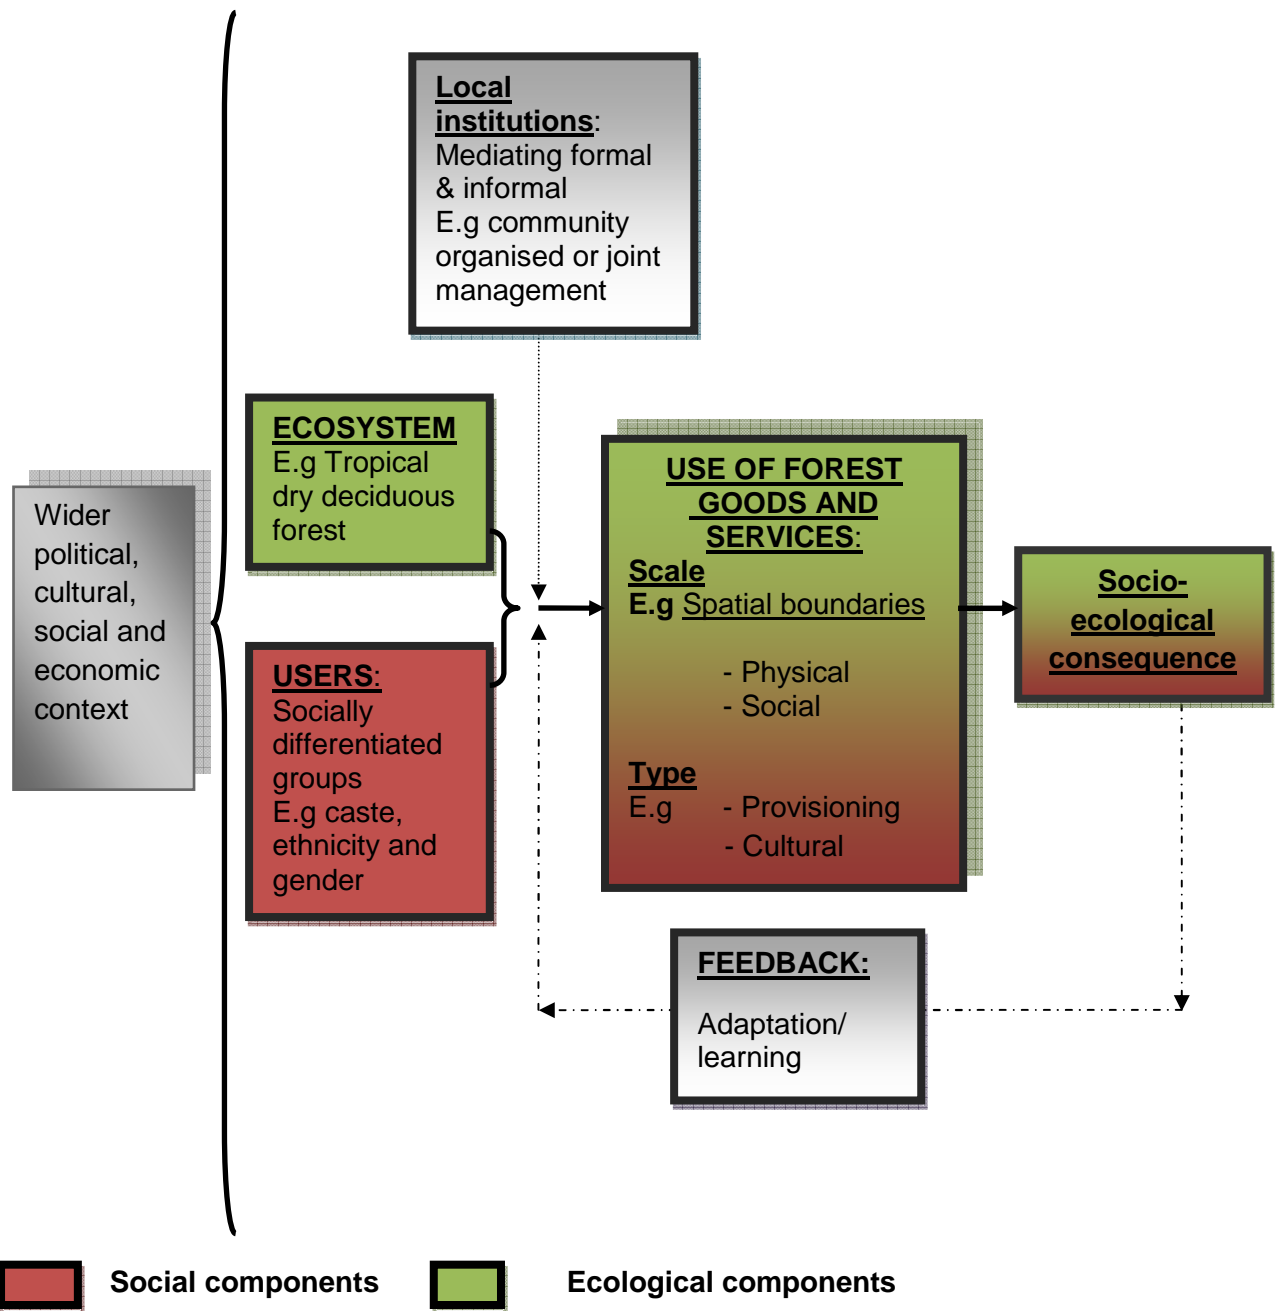 Local
institutions:
Mediating formal
& informal
E.g community
organised or joint
management
Wider
political,
cultural,
social and
economic
context
ECOSYSTEM
E.g Tropical
dry deciduous
forest
USERS:
Socially
differentiated
groups
E.g caste,
ethnicity and
gender
USE OF FOREST
GOODS AND
SERVICES:
Scale
E.g Spatial boundaries
- Physical
- Social
Type
E.g - Provisioning
- Cultural
Socio-
ecological
consequence
FEEDBACK:
Adaptation/
learning
Social components
Ecological components